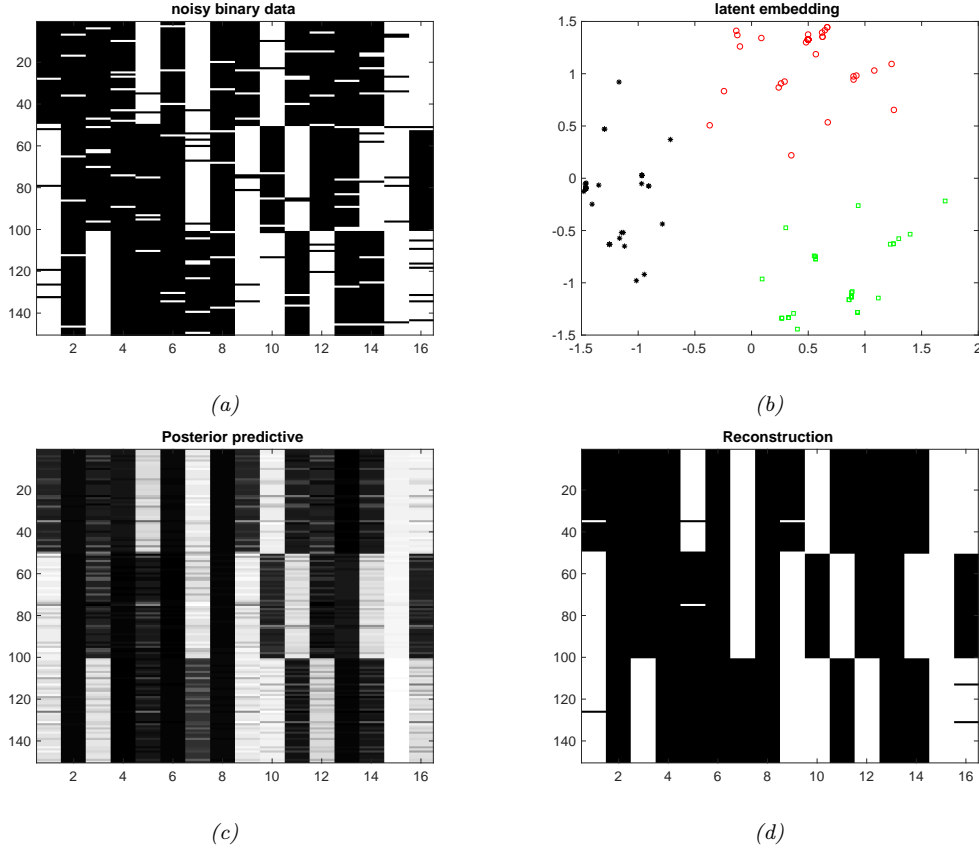 noisy binary data
20
40
60
80
100
120
140
2 4 6 8 10 12 14 16
latent embedding
1.5
1
0.5
0
-0.5
-1
-1.5
-1.5 -1 -0.5 0 0.5 1 1.5 2
(a)
(b)
Posterior predictive
20
40
60
80
100
120
140
2 4 6 8 10 12 14 16
Reconstruction
20
40
60
80
100
120
140
2 4 6 8 10 12 14 16
(c)
(d)